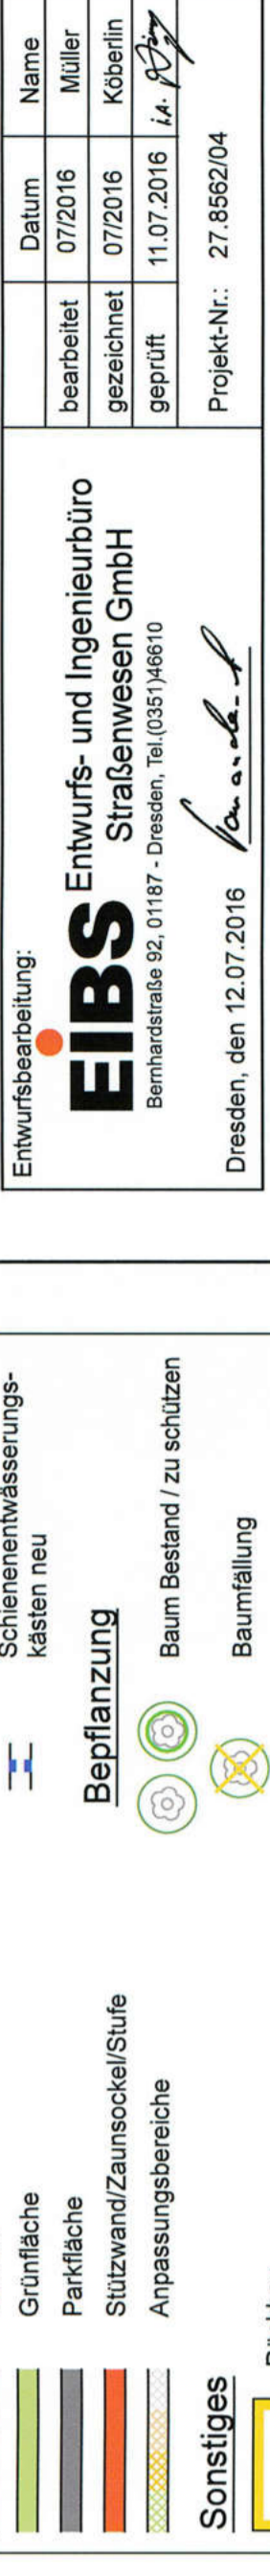 Grünfläche
Parkfläche
Stützwand/Zaunsockel/Stufe
Anpassungsbereiche
Sonstiges
Schienenentwässerungs-
kästen neu
Bepflanzung
Baum Bestand / zu schützen
Baumfällung
Entwurfsbearbeitung:
EIBS Entwurfs- und Ingenieurbüro
Straßenwesen GmbH
Bernhardstraße 92, 01187 - Dresden, Tel.(0351)46610
Dresden, den 12.07.2016
Datum Name
bearbeitet 07/2016 Müller
gezeichnet 07/2016 Köberlin
geprüft 11.07.2016 i.A.
Projekt-Nr.: 27.8562/04